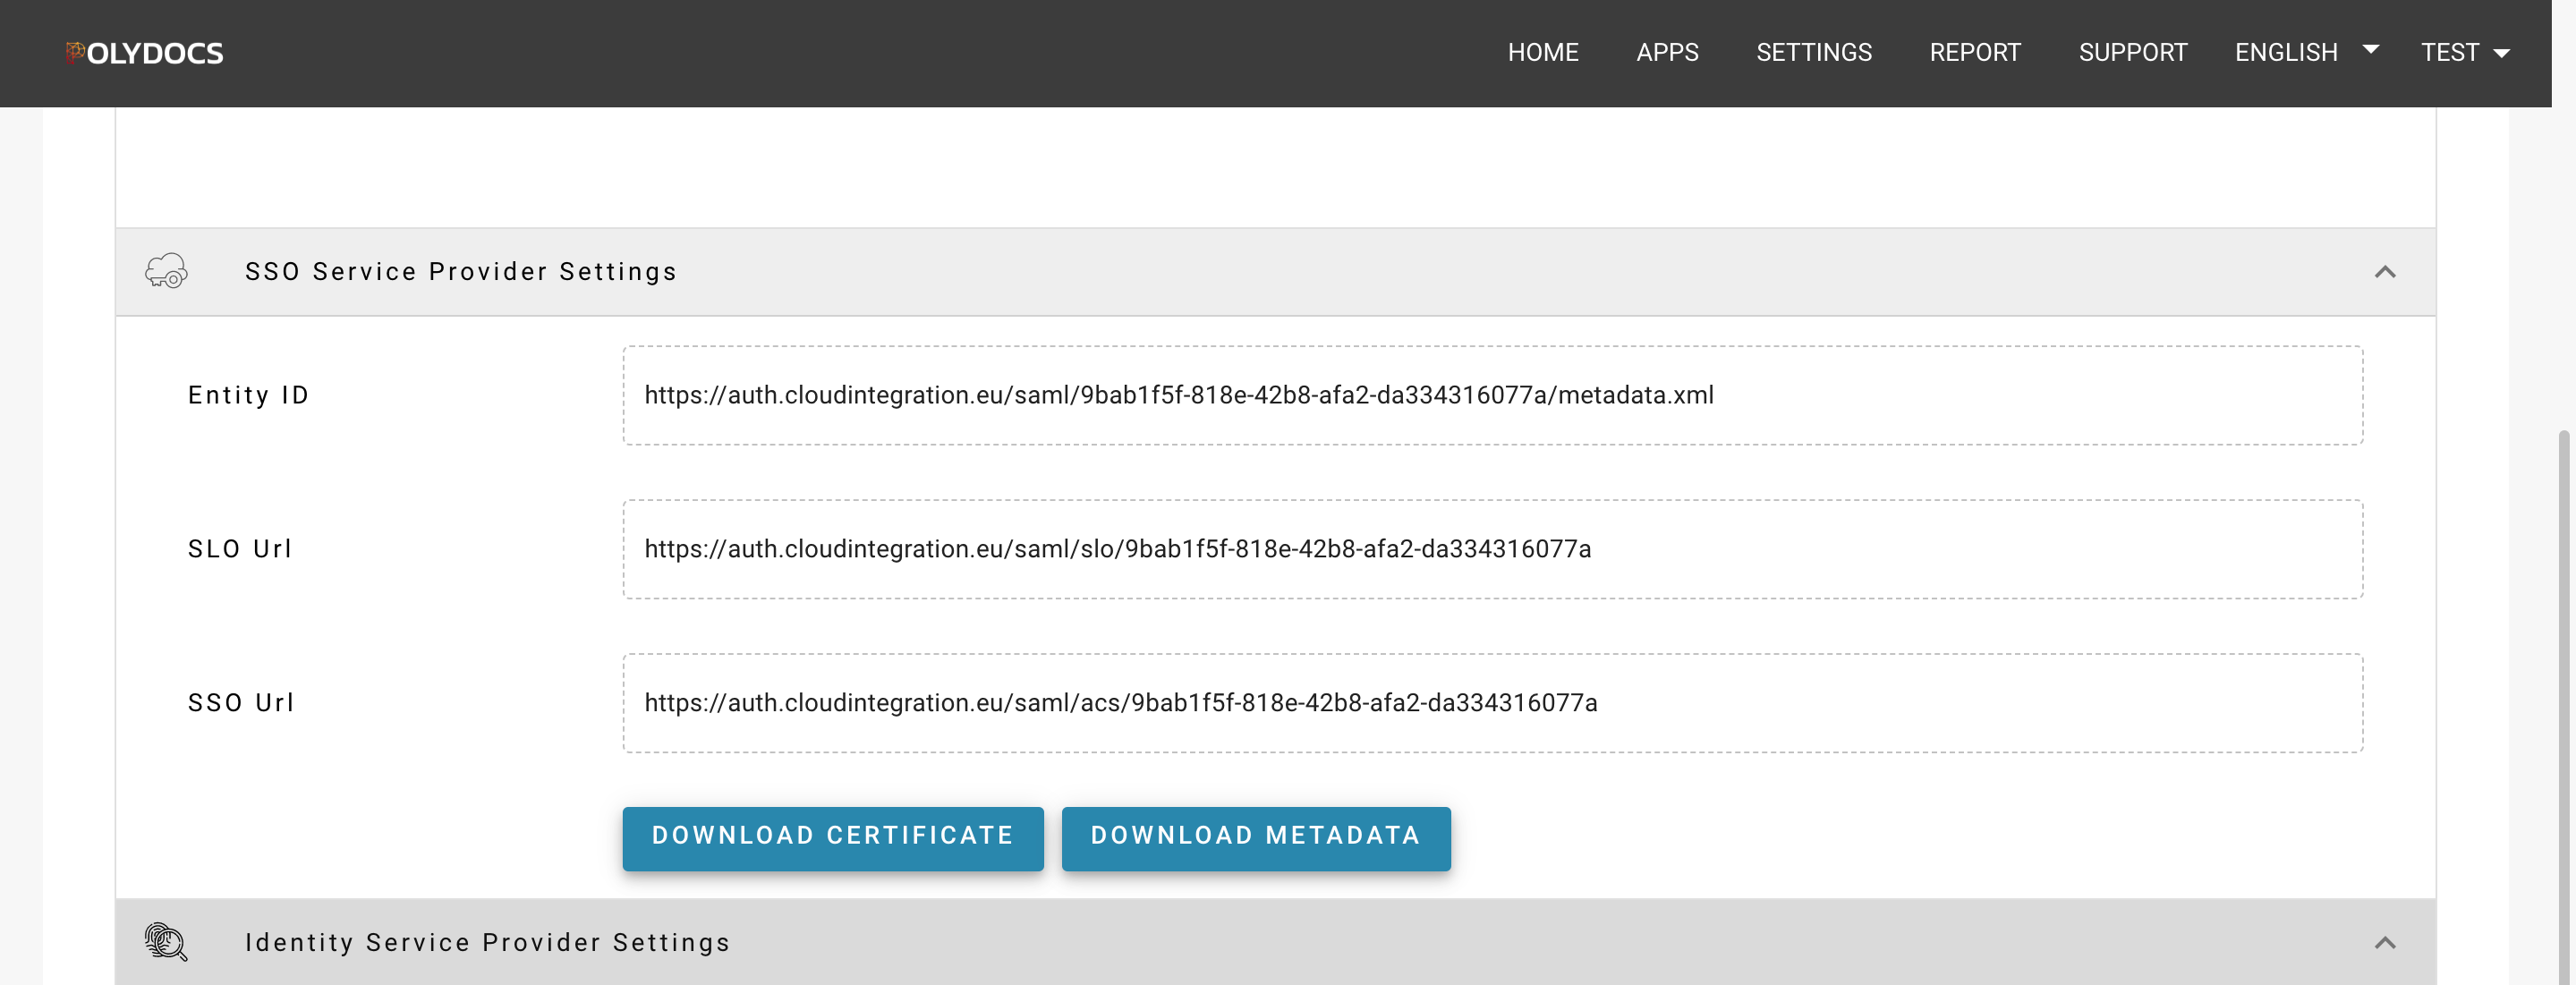 POLYDOCS HOME APPS SETTINGS REPORT SUPPORT ENGLISH TEST
SSO Service Provider Settings
Entity ID https://auth.cloudintegration.eu/saml/9bab1f5f-818e-42b8-afa2-da334316077a/metadata.xml
SLO Url https://auth.cloudintegration.eu/saml/slo/9bab1f5f-818e-42b8-afa2-da334316077a
SSO Url https://auth.cloudintegration.eu/saml/acs/9bab1f5f-818e-42b8-afa2-da334316077a
DOWNLOAD CERTIFICATE DOWNLOAD METADATA
Identity Service Provider Settings